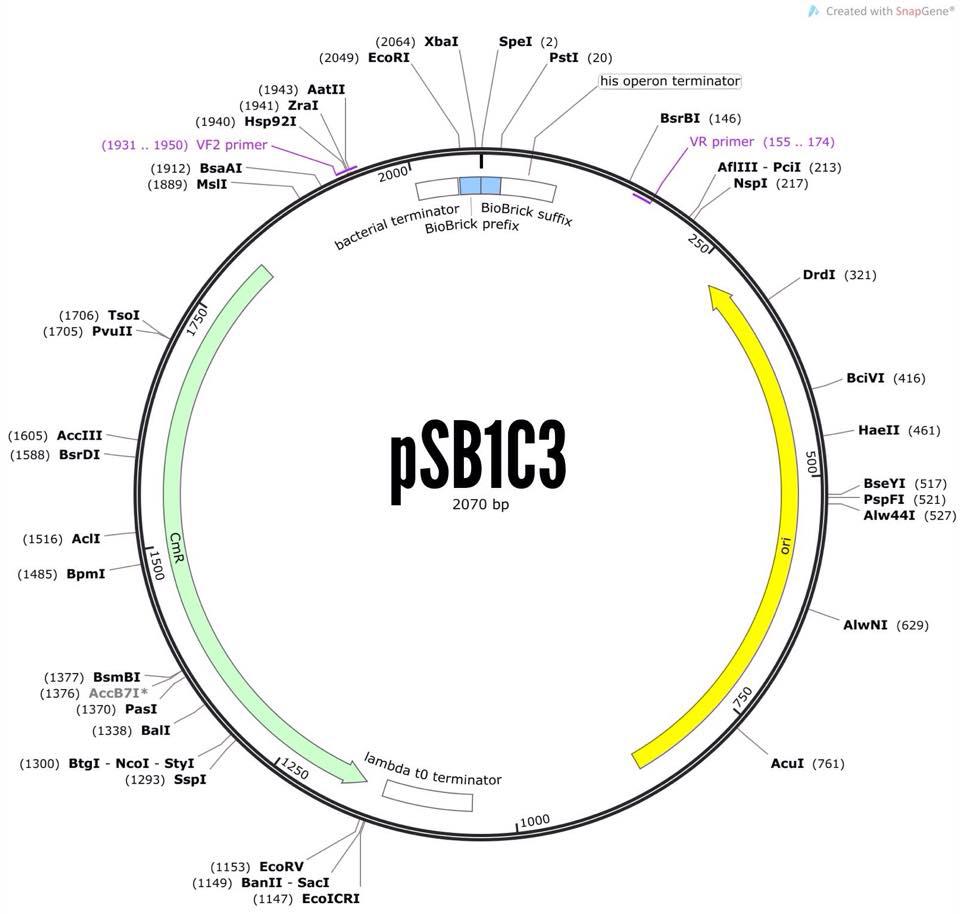 Created with SnapGene®
(2064) XbaI
SpeI (2)
(2049) EcoRI
PstI (20)
his operon terminator
(1943) AatII
(1941) ZraI
(1940) Hsp92I
BsrBI (146)
(1931 .. 1950) VF2 primer
VR primer (155 .. 174)
(1912) BsaAI
AflIII - PciI (213)
(1889) MslI
NspI (217)
2000
bacterial terminator
BioBrick prefix
BioBrick suffix
250
DrdI (321)
1750
(1706) TsoI
(1705) PvuII
BciVI (416)
HaeII (461)
(1605) AccIII
(1588) BsrDI
500
pSB1C3
2070 bp
BseYI (517)
PspFI (521)
Alw44I (527)
(1516) AclI
CmR
ori
1500
(1485) BpmI
AlwNI (629)
(1377) BsmBI
(1376) AccB7I*
(1370) PasI
750
(1338) BalI
(1300) BtgI - NcoI - StyI
(1293) SspI
1250
lambda t0 terminator
AcuI (761)
1000
(1153) EcoRV
(1149) BanII - SacI
(1147) EcoICRI